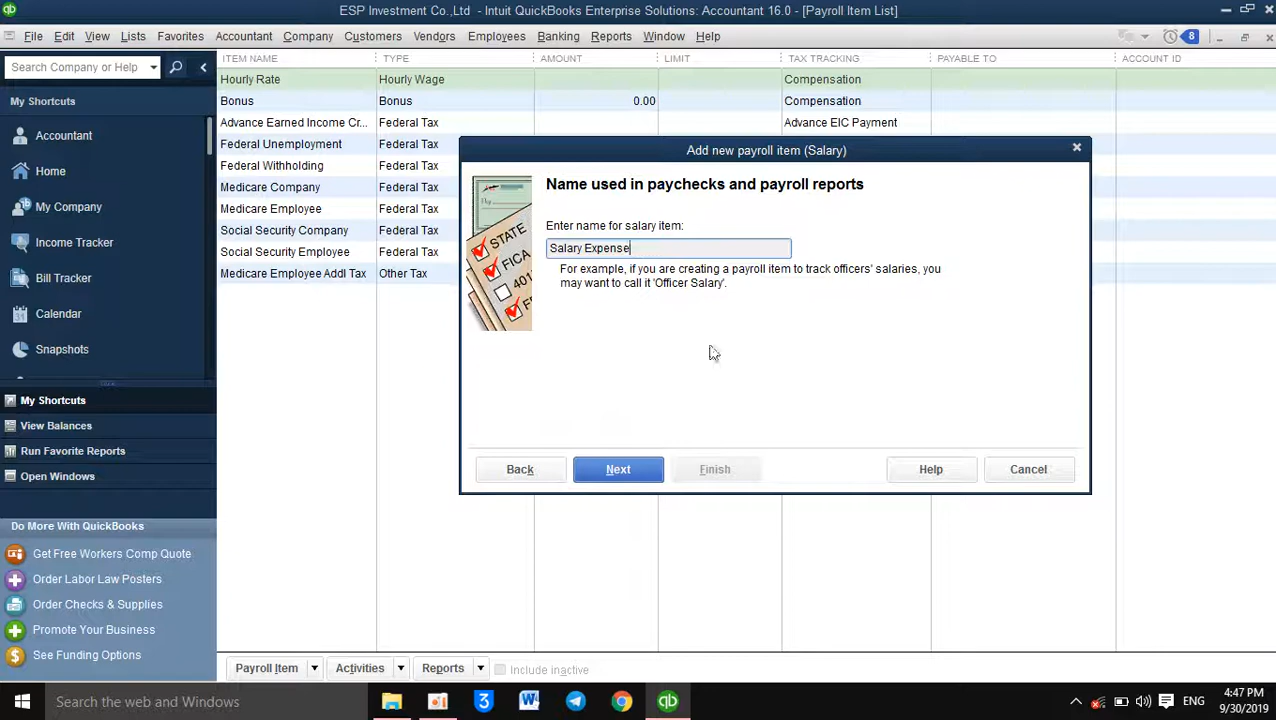 ESP Investment Co.,Ltd - Intuit QuickBooks Enterprise Solutions: Accountant 16.0 - [Payroll Item List]
File Edit View Lists Favorites Accountant Company Customers Vendors Employees Banking Reports Window Help 8
Search Company or Help
My Shortcuts
Accountant
Home
My Company
Income Tracker
Bill Tracker
Calendar
Snapshots
My Shortcuts
View Balances
Run Favorite Reports
Open Windows
Do More With QuickBooks
Get Free Workers Comp Quote
Order Labor Law Posters
Order Checks & Supplies
Promote Your Business
See Funding Options
ITEM NAME TYPE AMOUNT LIMIT TAX TRACKING PAYABLE TO ACCOUNT ID
Hourly Rate Hourly Wage Compensation
Bonus Bonus 0.00 Compensation
Advance Earned Income Cr... Federal Tax Advance EIC Payment
Federal Unemployment Federal Tax
Federal Withholding Federal Tax
Medicare Company Federal Tax
Medicare Employee Federal Tax
Social Security Company Federal Tax
Social Security Employee Federal Tax
Medicare Employee Addl Tax Other Tax
Add new payroll item (Salary)
STATE
FICA
401
Name used in paychecks and payroll reports
Enter name for salary item:
Salary Expense
For example, if you are creating a payroll item to track officers' salaries, you
may want to call it 'Officer Salary'.
Back Next Finish Help Cancel
Payroll Item Activities Reports Include inactive
Search the web and Windows
ENG
4:47 PM
9/30/2019